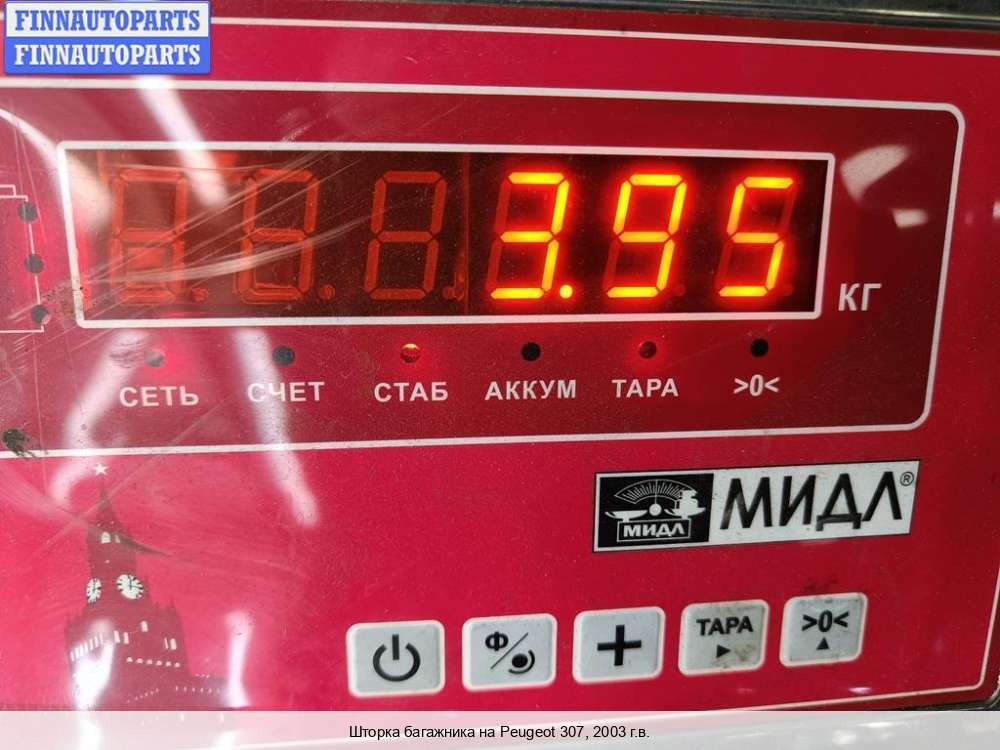 FINNAUTOPARTS
FINNAUTOPARTS
3.95
КГ
СЕТЬ СЧЕТ СТАБ АККУМ ТАРА >0<
МИДЛ МИДЛ®
Ф ТАРА >0<
Шторка багажника на Peugeot 307, 2003 г.в.